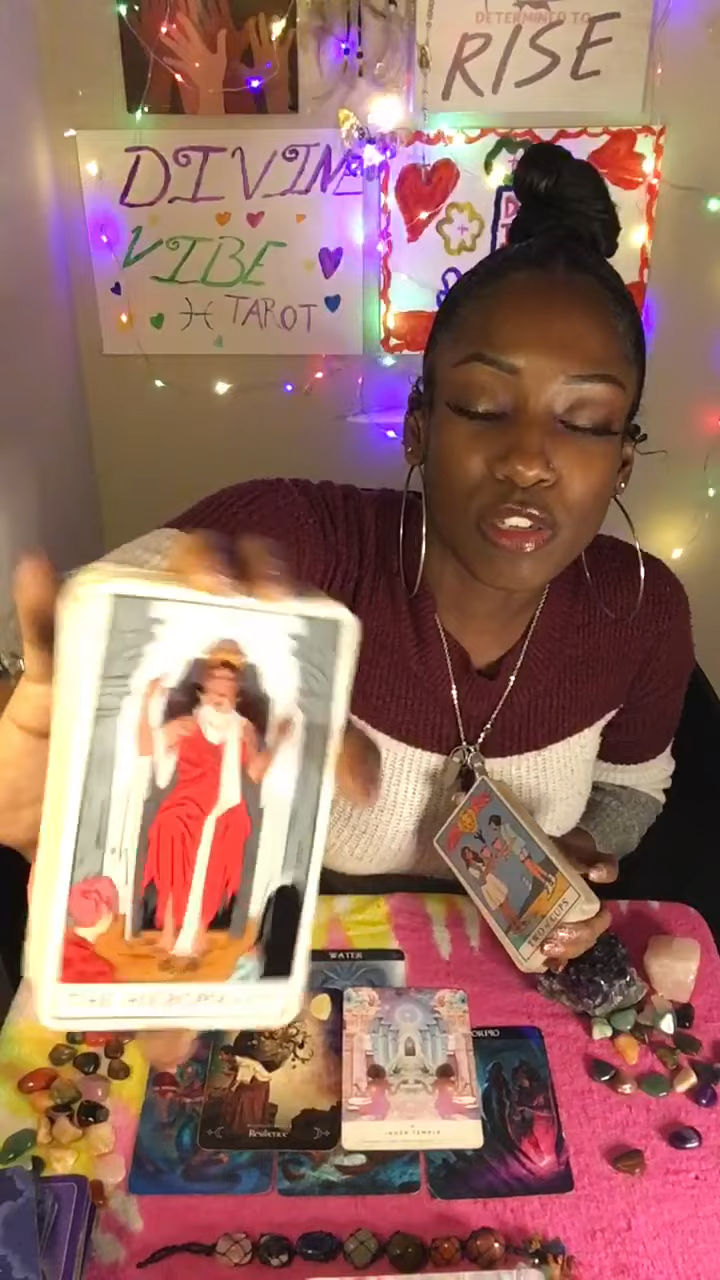 DETERMINED TO
RISE
DIVINE
VIBE
TAROT
TWO OF CUPS
WATER
Resilience
INNER TEMPLE